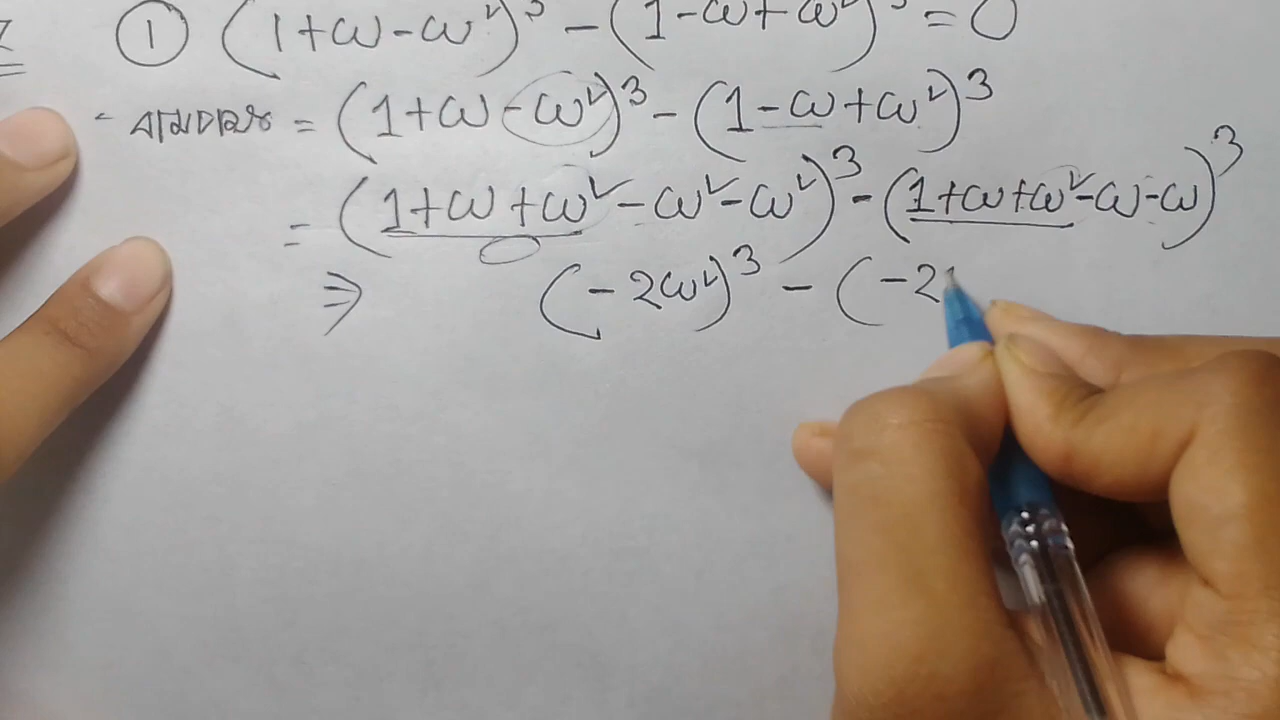 ① (1+ω-ω²)³ - (1-ω+ω²)³ = 0
= (1+ω-ω²)³ - (1-ω+ω²)³
= (1+ω+ω²-ω²-ω²)³ - (1+ω+ω²-ω-ω)³
⇒ (-2ω²)³ - (-2